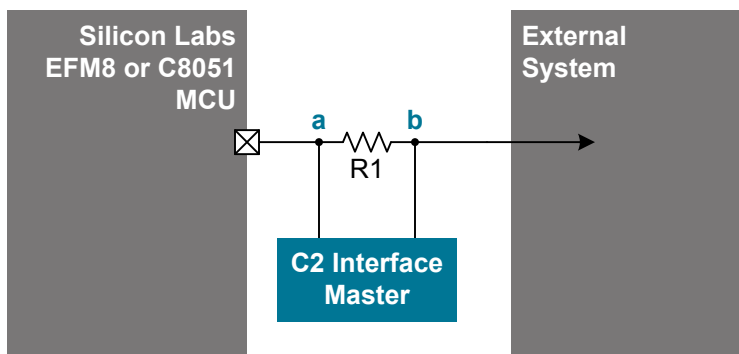 Silicon Labs
EFM8 or C8051
MCU
External
System
a
b
R1
C2 Interface
Master